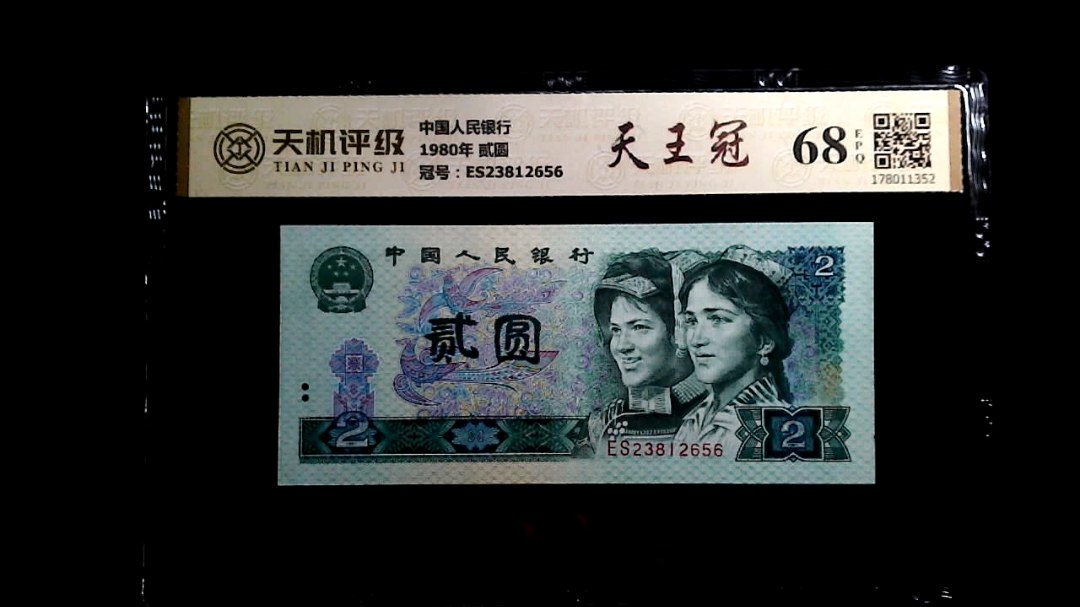 天机评级
TIAN JI PING JI
中国人民银行
1980年 贰圆
冠号：ES23812656
天王冠
68
EPQ
178011352
中国人民银行
2
贰圆
2
ES23812656
2